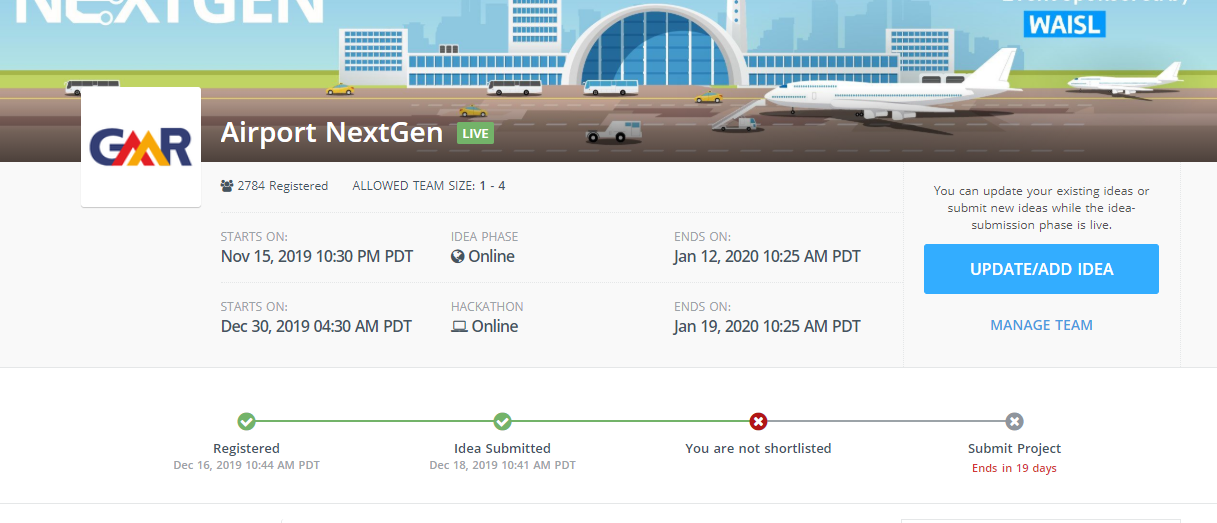 NEXTGEN
WAISL
GMR
Airport NextGen LIVE
2784 Registered ALLOWED TEAM SIZE: 1 - 4
You can update your existing ideas or
submit new ideas while the idea-
submission phase is live.
STARTS ON: IDEA PHASE ENDS ON:
Nov 15, 2019 10:30 PM PDT Online Jan 12, 2020 10:25 AM PDT
UPDATE/ADD IDEA
STARTS ON: HACKATHON ENDS ON:
Dec 30, 2019 04:30 AM PDT Online Jan 19, 2020 10:25 AM PDT
MANAGE TEAM
Registered
Dec 16, 2019 10:44 AM PDT
Idea Submitted
Dec 18, 2019 10:41 AM PDT
You are not shortlisted
Submit Project
Ends in 19 days